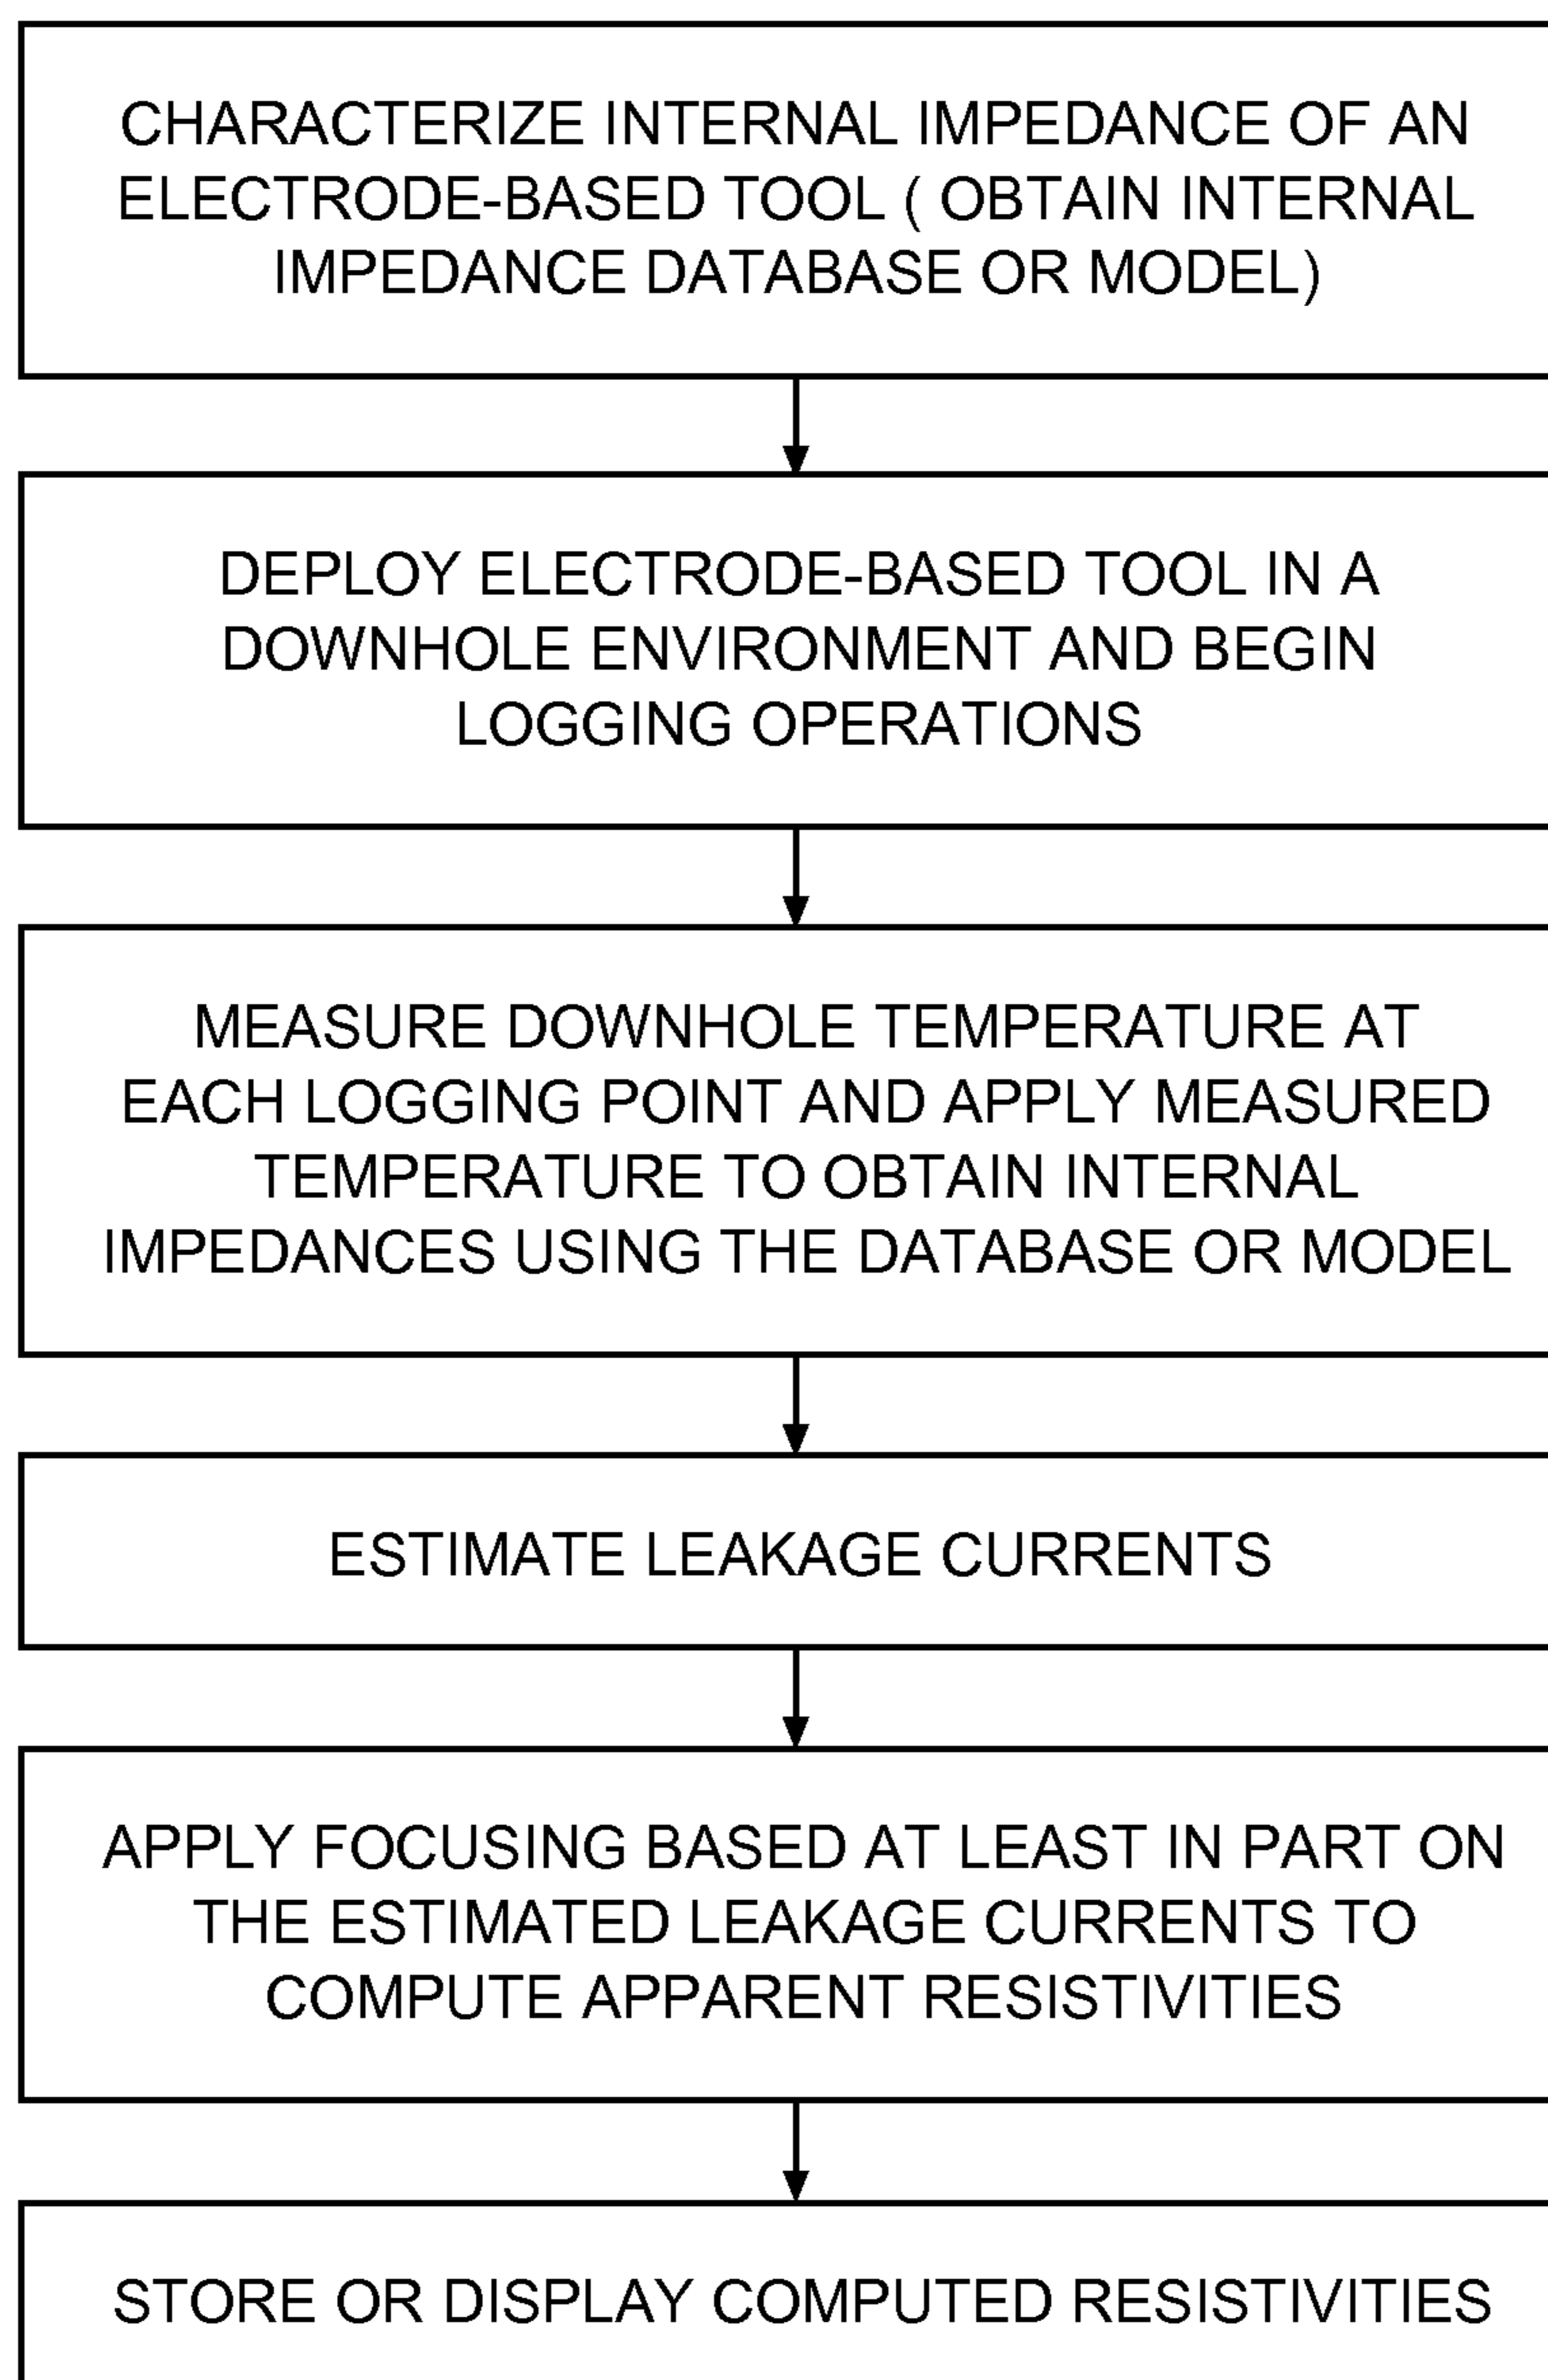 CHARACTERIZE INTERNAL IMPEDANCE OF AN
ELECTRODE-BASED TOOL ( OBTAIN INTERNAL
IMPEDANCE DATABASE OR MODEL)
DEPLOY ELECTRODE-BASED TOOL IN A
DOWNHOLE ENVIRONMENT AND BEGIN
LOGGING OPERATIONS
MEASURE DOWNHOLE TEMPERATURE AT
EACH LOGGING POINT AND APPLY MEASURED
TEMPERATURE TO OBTAIN INTERNAL
IMPEDANCES USING THE DATABASE OR MODEL
ESTIMATE LEAKAGE CURRENTS
APPLY FOCUSING BASED AT LEAST IN PART ON
THE ESTIMATED LEAKAGE CURRENTS TO
COMPUTE APPARENT RESISTIVITIES
STORE OR DISPLAY COMPUTED RESISTIVITIES